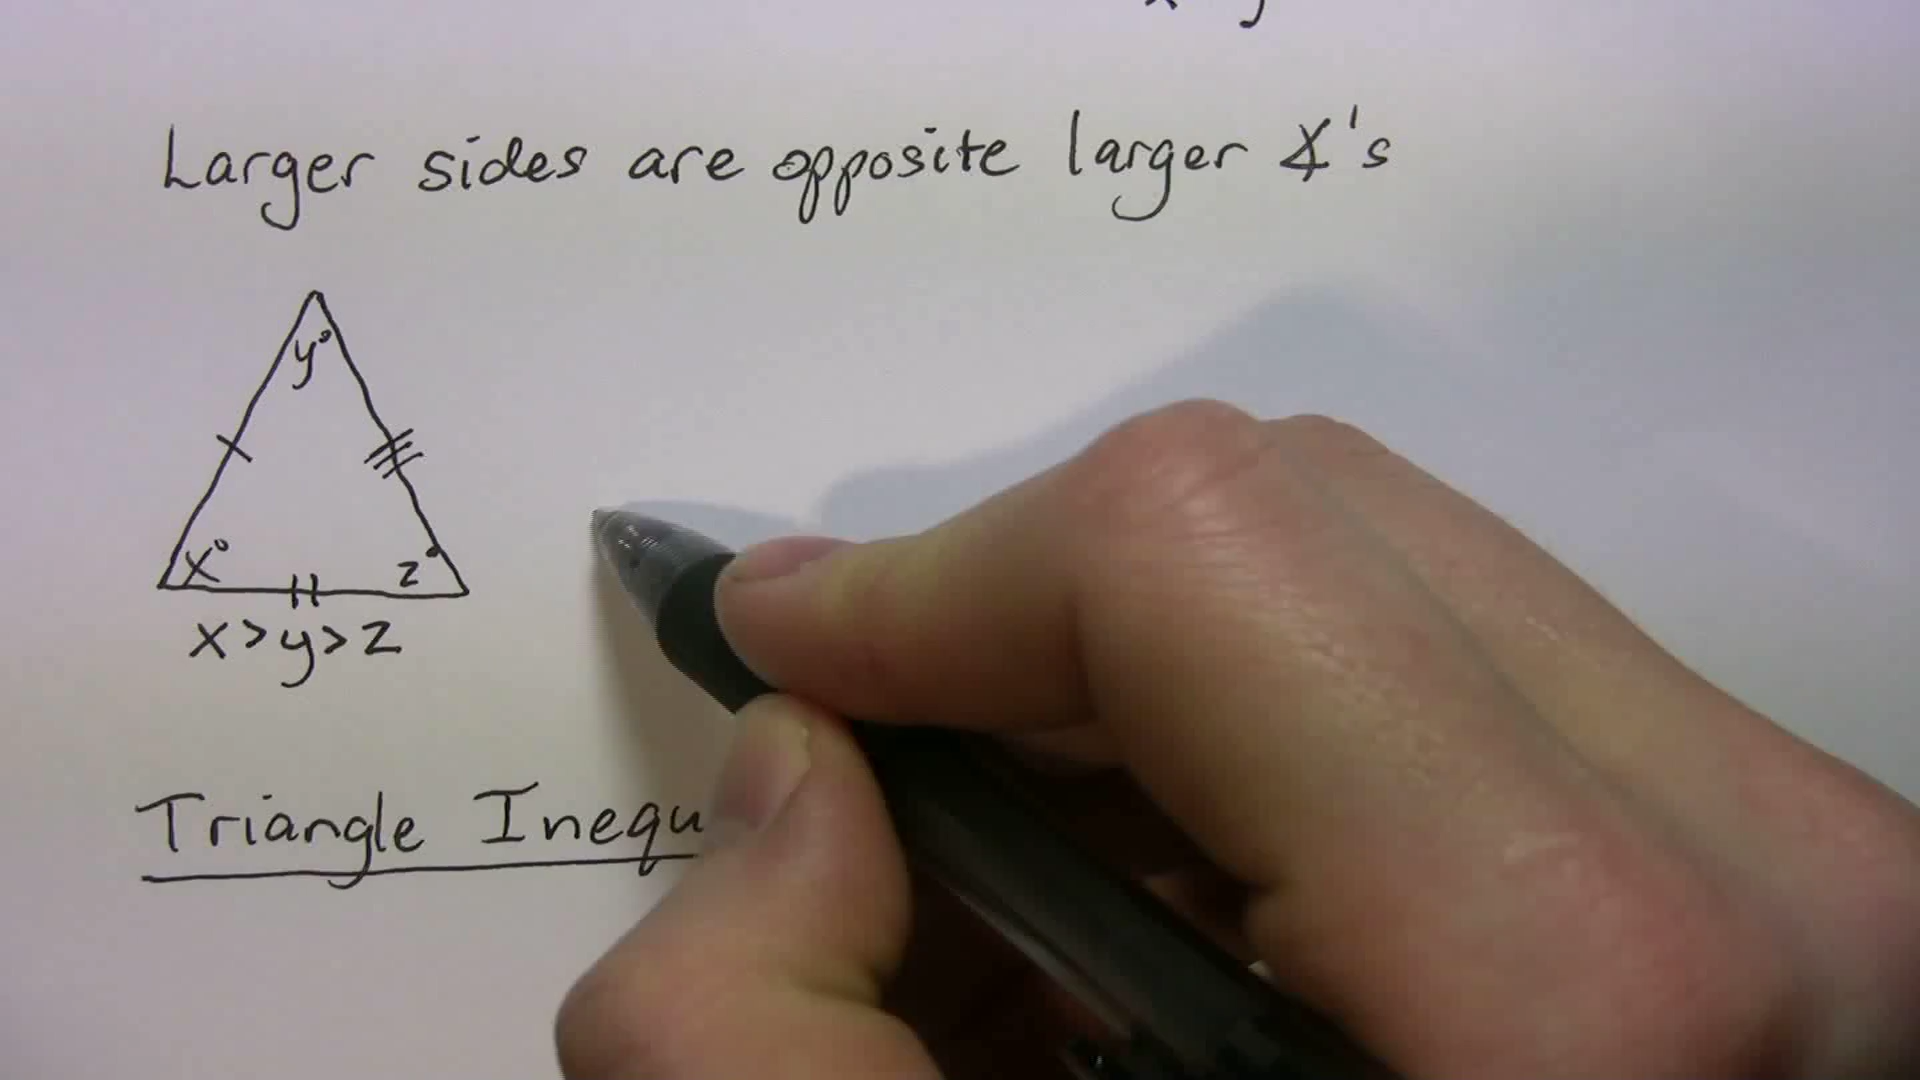 Larger sides are opposite larger ∡'s
y°
x° z°
x>y>z
Triangle Inequ